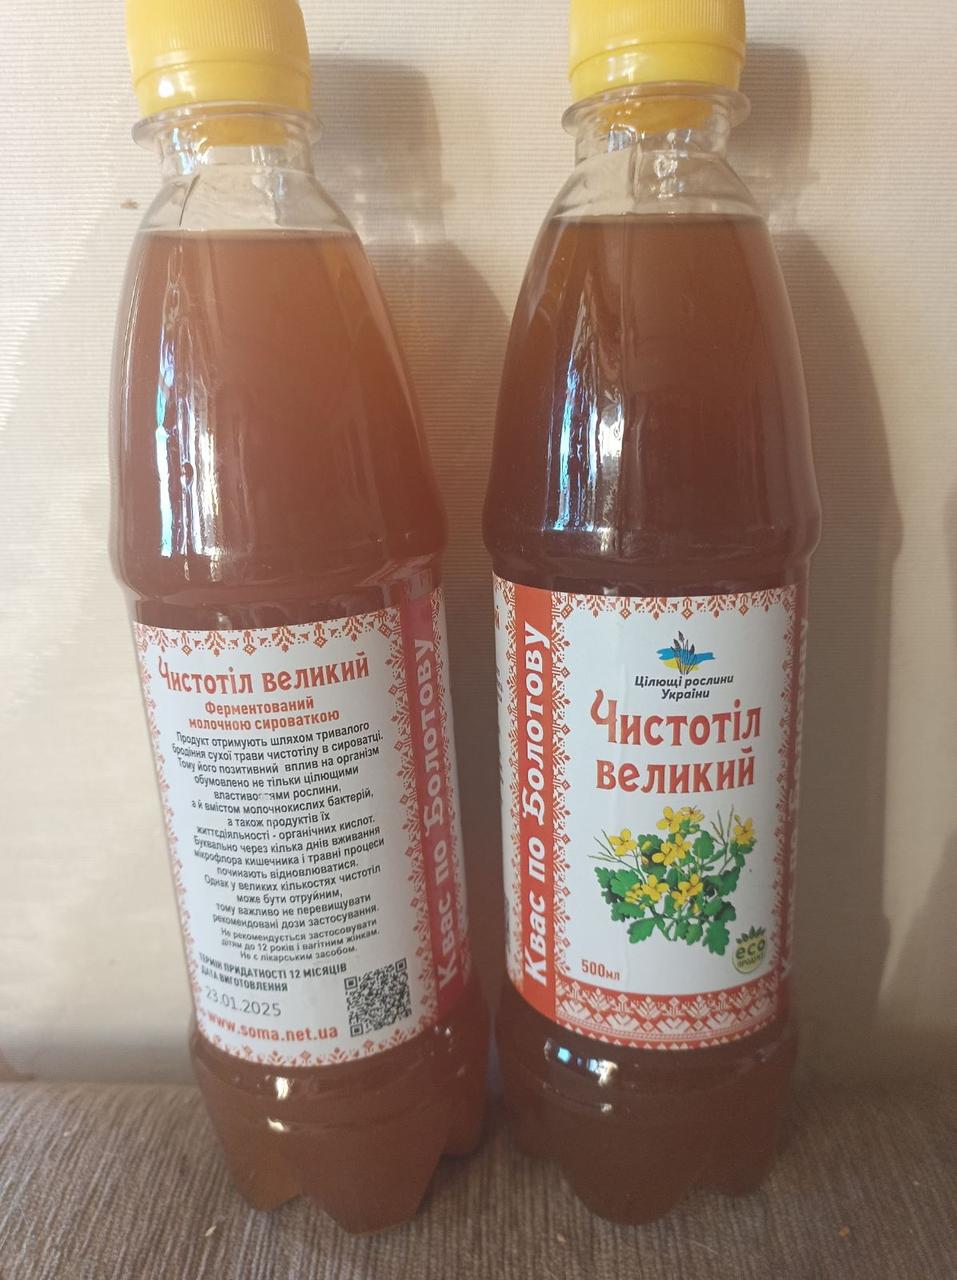 Чистотіл великий
Ферментований
молочною сироваткою
Продукт отримують шляхом тривалого
бродіння сухої трави чистотілу в сироватці.
Тому його позитивний вплив на організм
обумовлено не тільки цілющими
властивостями рослини,
а й вмістом молочнокислих бактерій,
а також продуктів їх
життєдіяльності - органічних кислот.
Буквально через кілька днів вживання
мікрофлора кишечника і травні процеси
починають відновлюватися.
Однак у великих кількостях чистотіл
може бути отруйним,
тому важливо не перевищувати
рекомендовані дози застосування.
Не рекомендується застосовувати
дітям до 12 років і вагітним жінкам.
Не є лікарським засобом.
ТЕРМІН ПРИДАТНОСТІ 12 МІСЯЦІВ
ДАТА ВИГОТОВЛЕННЯ
23.01.2025
www.soma.net.ua
Квас по Болотову
Квас по Болотову
Цілющі рослини
України
Чистотіл
великий
eco
продукт
500мл